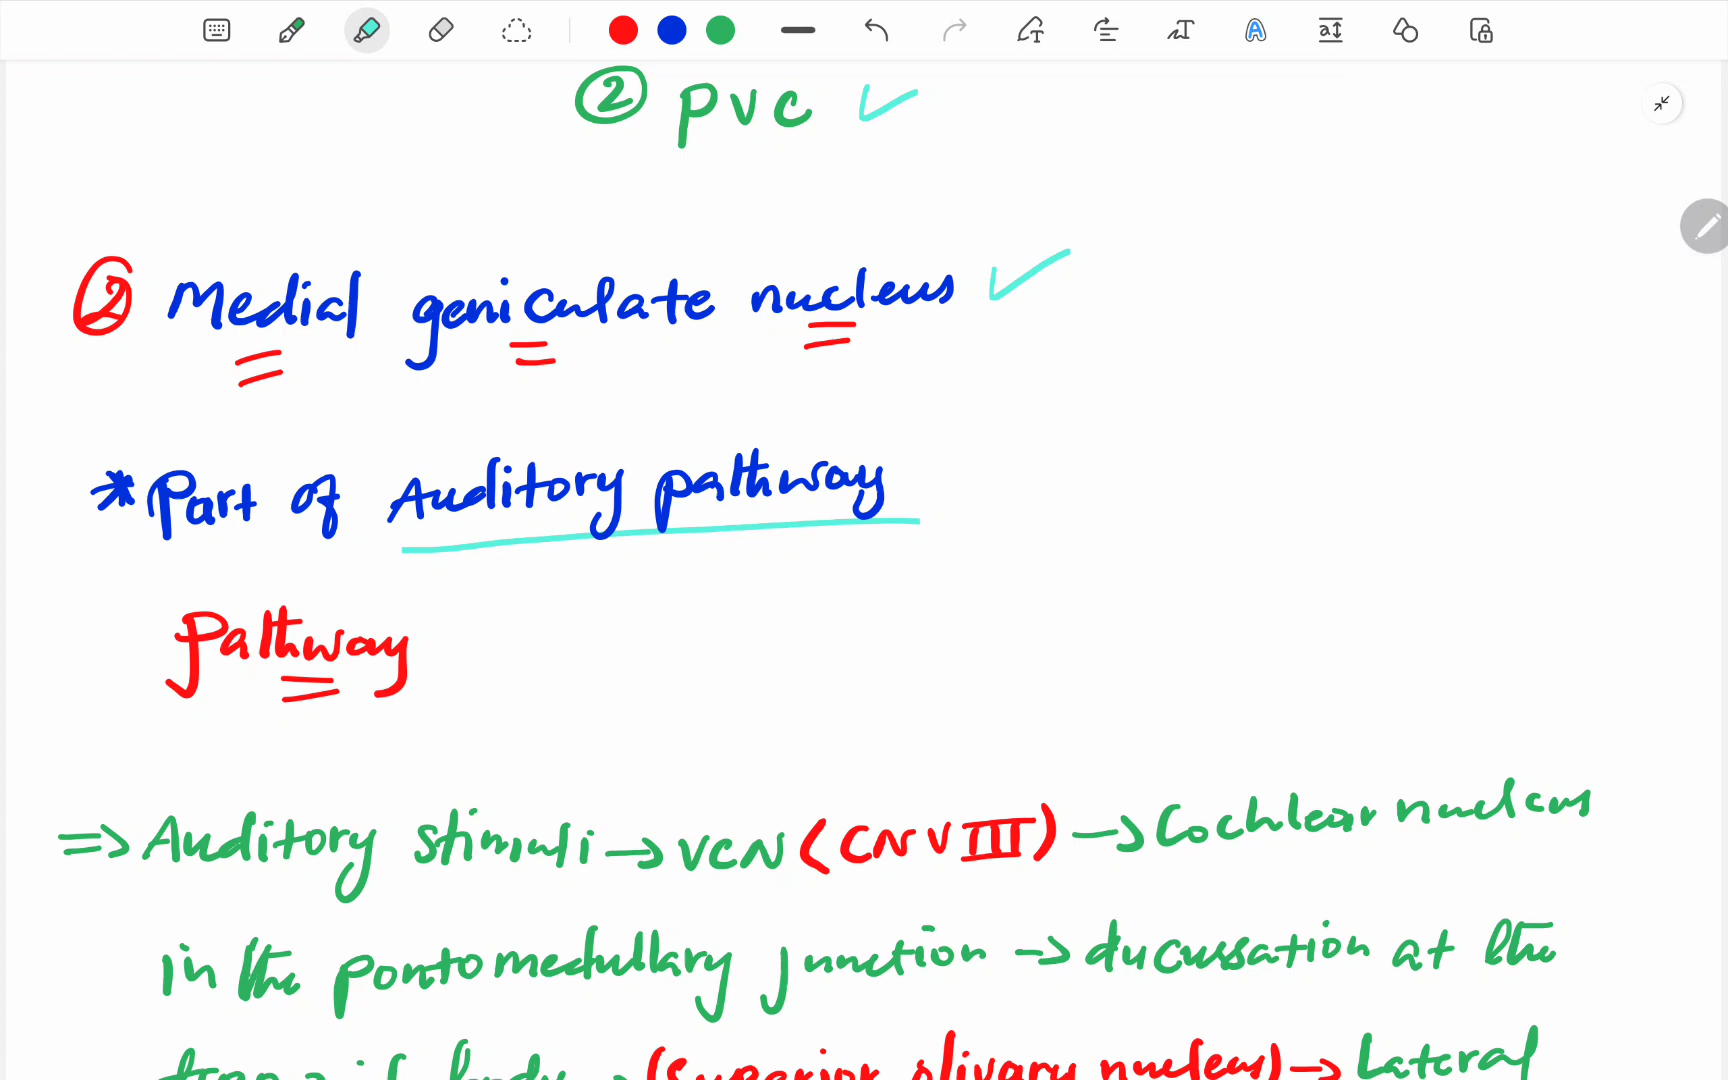 ② PVC
② Medial geniculate nucleus
* Part of Auditory pathway
Pathway
⇒ Auditory stimuli → VCN (CN VIII) → Cochlear nucleus
in the pontomedullary junction → ducussation at the
body → (superior olivary nucleus) → Lateral